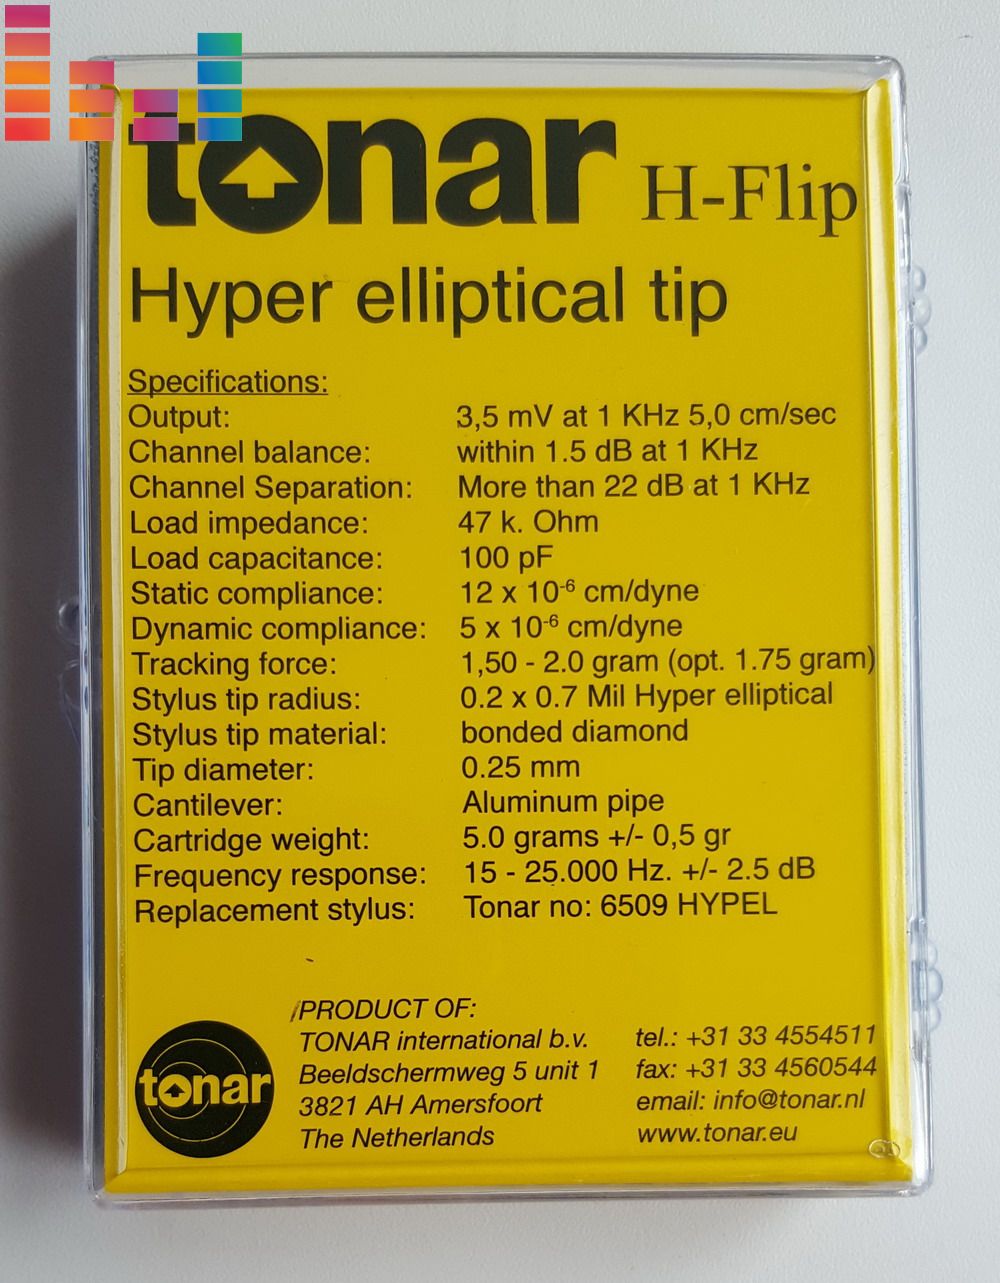 tonar H-Flip
Hyper elliptical tip
Specifications:
Output: 3,5 mV at 1 KHz 5,0 cm/sec
Channel balance: within 1.5 dB at 1 KHz
Channel Separation: More than 22 dB at 1 KHz
Load impedance: 47 k. Ohm
Load capacitance: 100 pF
Static compliance: 12 x 10⁻⁶ cm/dyne
Dynamic compliance: 5 x 10⁻⁶ cm/dyne
Tracking force: 1,50 - 2.0 gram (opt. 1.75 gram)
Stylus tip radius: 0.2 x 0.7 Mil Hyper elliptical
Stylus tip material: bonded diamond
Tip diameter: 0.25 mm
Cantilever: Aluminum pipe
Cartridge weight: 5.0 grams +/- 0,5 gr
Frequency response: 15 - 25.000 Hz. +/- 2.5 dB
Replacement stylus: Tonar no: 6509 HYPEL
PRODUCT OF:
TONAR international b.v. tel.: +31 33 4554511
Beeldschermweg 5 unit 1 fax: +31 33 4560544
3821 AH Amersfoort email: info@tonar.nl
The Netherlands www.tonar.eu
tonar